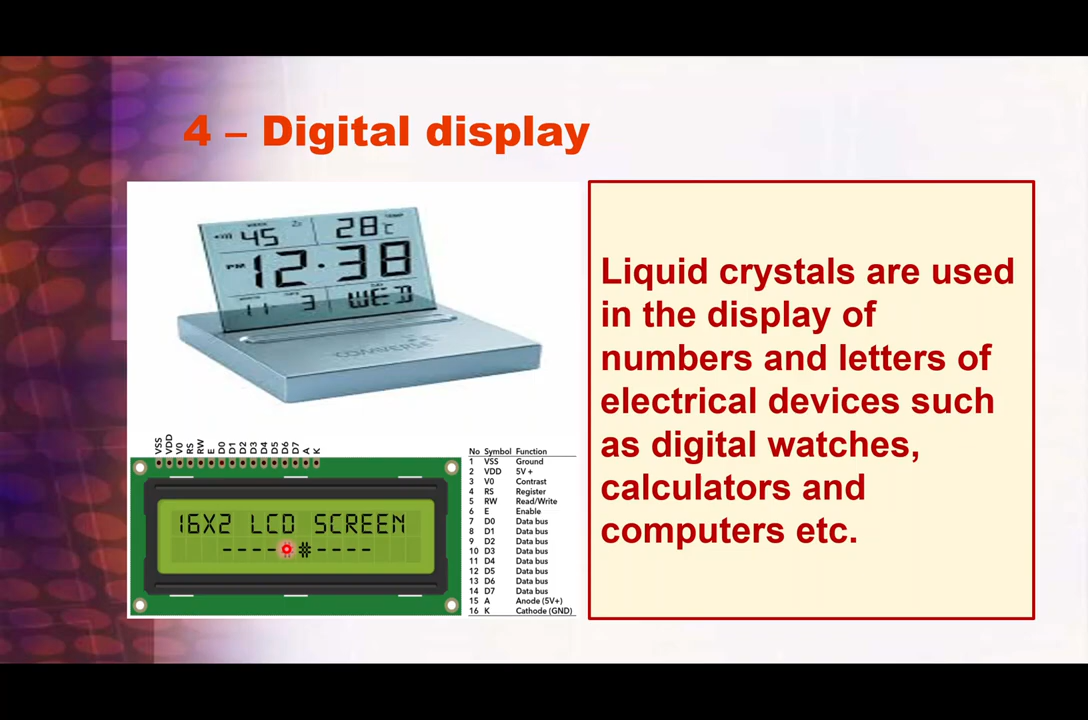 4 – Digital display
WEEK
45
TEMP
28°C
PM 12:38
11 3
WED
Liquid crystals are used
in the display of
numbers and letters of
electrical devices such
as digital watches,
calculators and
computers etc.
VSS VDD V0 RS RW E D0 D1 D2 D3 D4 D5 D6 D7 A K
16X2 LCD SCREEN
No Symbol Function
1 VSS Ground
2 VDD 5V +
3 V0 Contrast
4 RS Register
5 RW Read/Write
6 E Enable
7 D0 Data bus
8 D1 Data bus
9 D2 Data bus
10 D3 Data bus
11 D4 Data bus
12 D5 Data bus
13 D6 Data bus
14 D7 Data bus
15 A Anode (5V+)
16 K Cathode (GND)